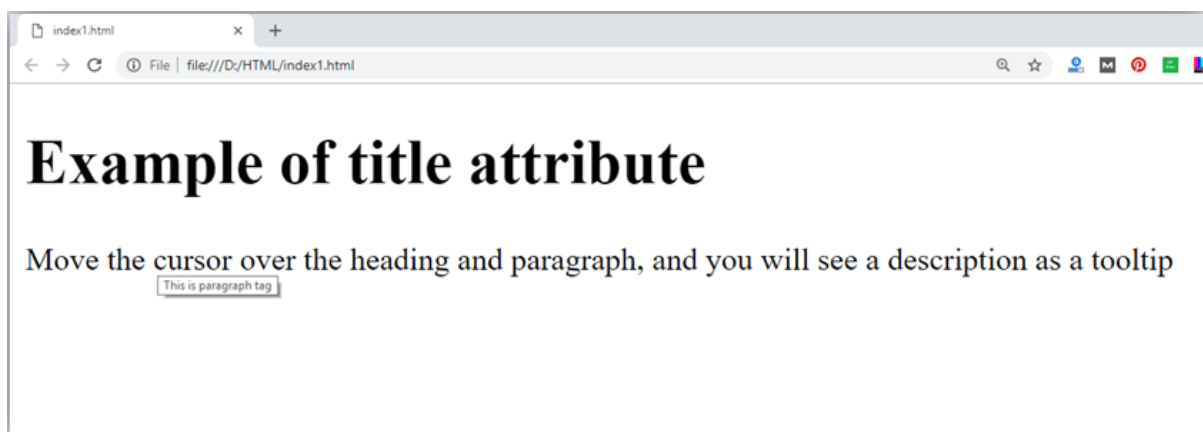 index1.html
File | file:///D:/HTML/index1.html
Example of title attribute
Move the cursor over the heading and paragraph, and you will see a description as a tooltip
This is paragraph tag